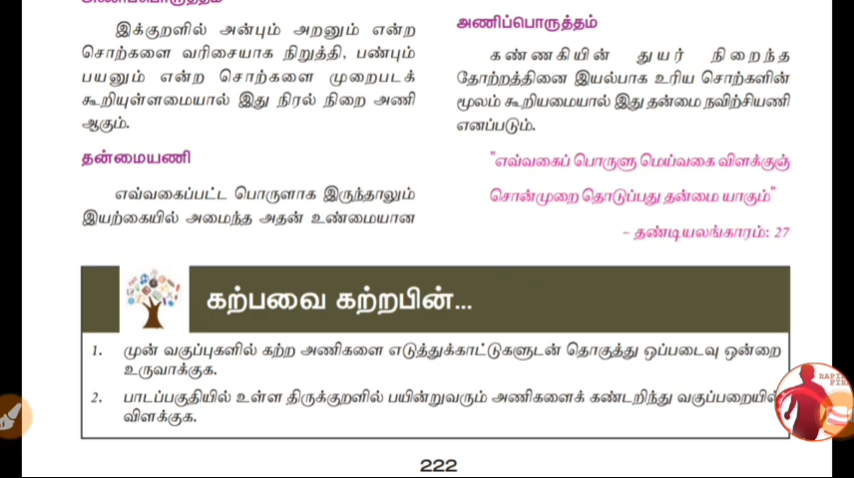 அணிப்பொருத்தம்
இக்குறளில் அன்பும் அறனும் என்ற
சொற்களை வரிசையாக நிறுத்தி, பண்பும்
பயனும் என்ற சொற்களை முறைபடக்
கூறியுள்ளமையால் இது நிரல் நிறை அணி
ஆகும்.
தன்மையணி
எவ்வகைப்பட்ட பொருளாக இருந்தாலும்
இயற்கையில் அமைந்த அதன் உண்மையான
அணிப்பொருத்தம்
கண்ணகியின் துயர் நிறைந்த
தோற்றத்தினை இயல்பாக உரிய சொற்களின்
மூலம் கூறியமையால் இது தன்மை நவிற்சியணி
எனப்படும்.
"எவ்வகைப் பொருளு மெய்வகை விளக்குஞ்
சொன்முறை தொடுப்பது தன்மை யாகும்"
– தண்டியலங்காரம்: 27
கற்பவை கற்றபின்...
1. முன் வகுப்புகளில் கற்ற அணிகளை எடுத்துக்காட்டுகளுடன் தொகுத்து ஒப்படைவு ஒன்றை
உருவாக்குக.
2. பாடப்பகுதியில் உள்ள திருக்குறளில் பயின்றுவரும் அணிகளைக் கண்டறிந்து வகுப்பறையில்
விளக்குக.
RAPID
FIRE
222